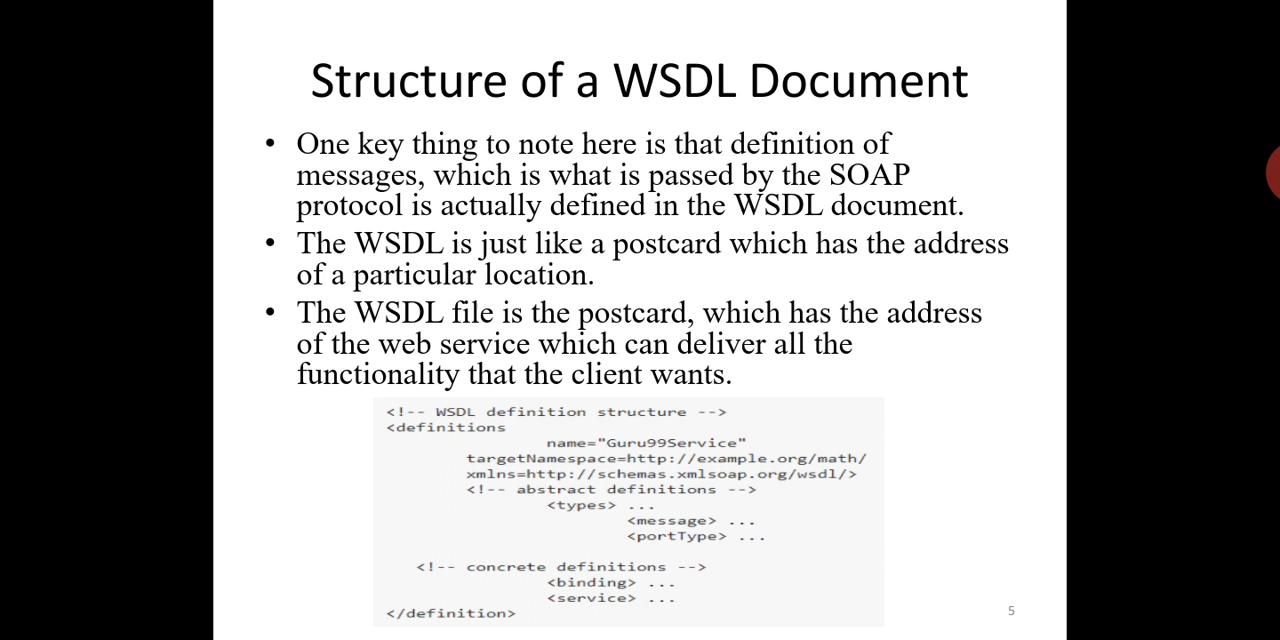 Structure of a WSDL Document
• One key thing to note here is that definition of
messages, which is what is passed by the SOAP
protocol is actually defined in the WSDL document.
• The WSDL is just like a postcard which has the address
of a particular location.
• The WSDL file is the postcard, which has the address
of the web service which can deliver all the
functionality that the client wants.
<!-- WSDL definition structure -->
<definitions
name="Guru99Service"
targetNamespace=http://example.org/math/
xmlns=http://schemas.xmlsoap.org/wsdl/>
<!-- abstract definitions -->
<types> ...
<message> ...
<portType> ...
<!-- concrete definitions -->
<binding> ...
<service> ...
</definition>
5